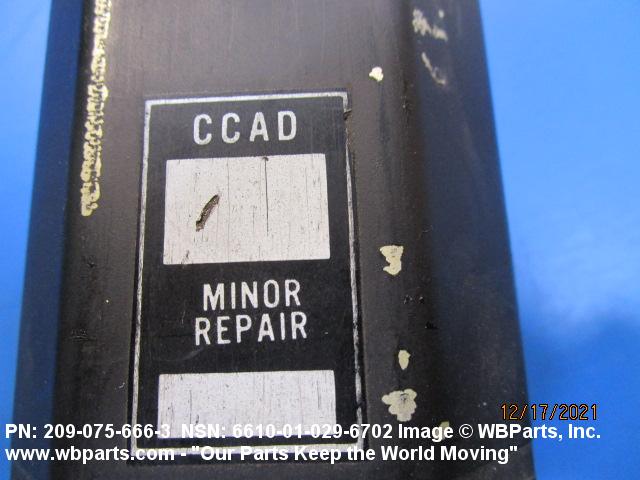 CCAD
MINOR
REPAIR
12/17/2021
PN: 209-075-666-3  NSN: 6610-01-029-6702 Image © WBParts, Inc.
www.wbparts.com - "Our Parts Keep the World Moving"